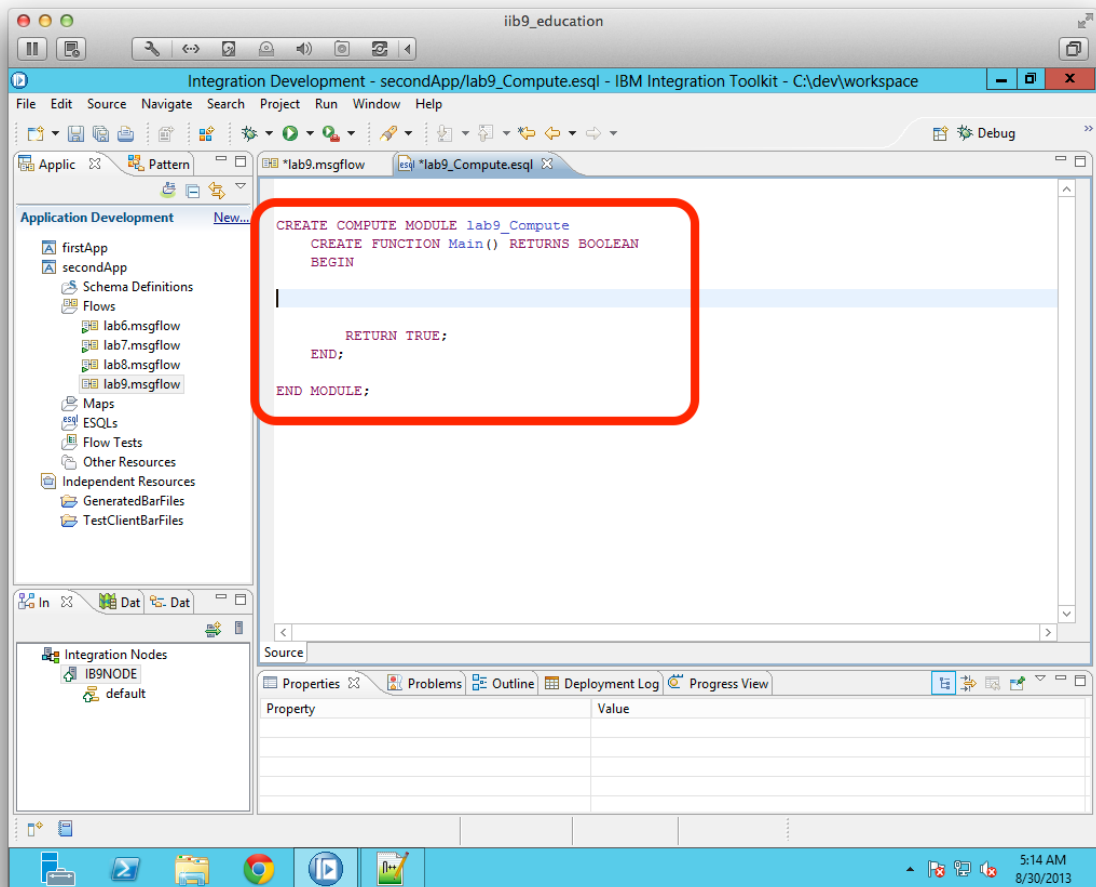 iib9_education
Integration Development - secondApp/lab9_Compute.esql - IBM Integration Toolkit - C:\dev\workspace
File Edit Source Navigate Search Project Run Window Help
Debug
Applic
Pattern
*lab9.msgflow
esql *lab9_Compute.esql
Application Development New...
firstApp
secondApp
Schema Definitions
Flows
lab6.msgflow
lab7.msgflow
lab8.msgflow
lab9.msgflow
Maps
esql ESQLs
Flow Tests
Other Resources
Independent Resources
GeneratedBarFiles
TestClientBarFiles
CREATE COMPUTE MODULE lab9_Compute
CREATE FUNCTION Main() RETURNS BOOLEAN
BEGIN
RETURN TRUE;
END;
END MODULE;
Source
In
Dat
Dat
Integration Nodes
IB9NODE
default
Properties
Problems
Outline
Deployment Log
Progress View
Property Value
5:14 AM
8/30/2013